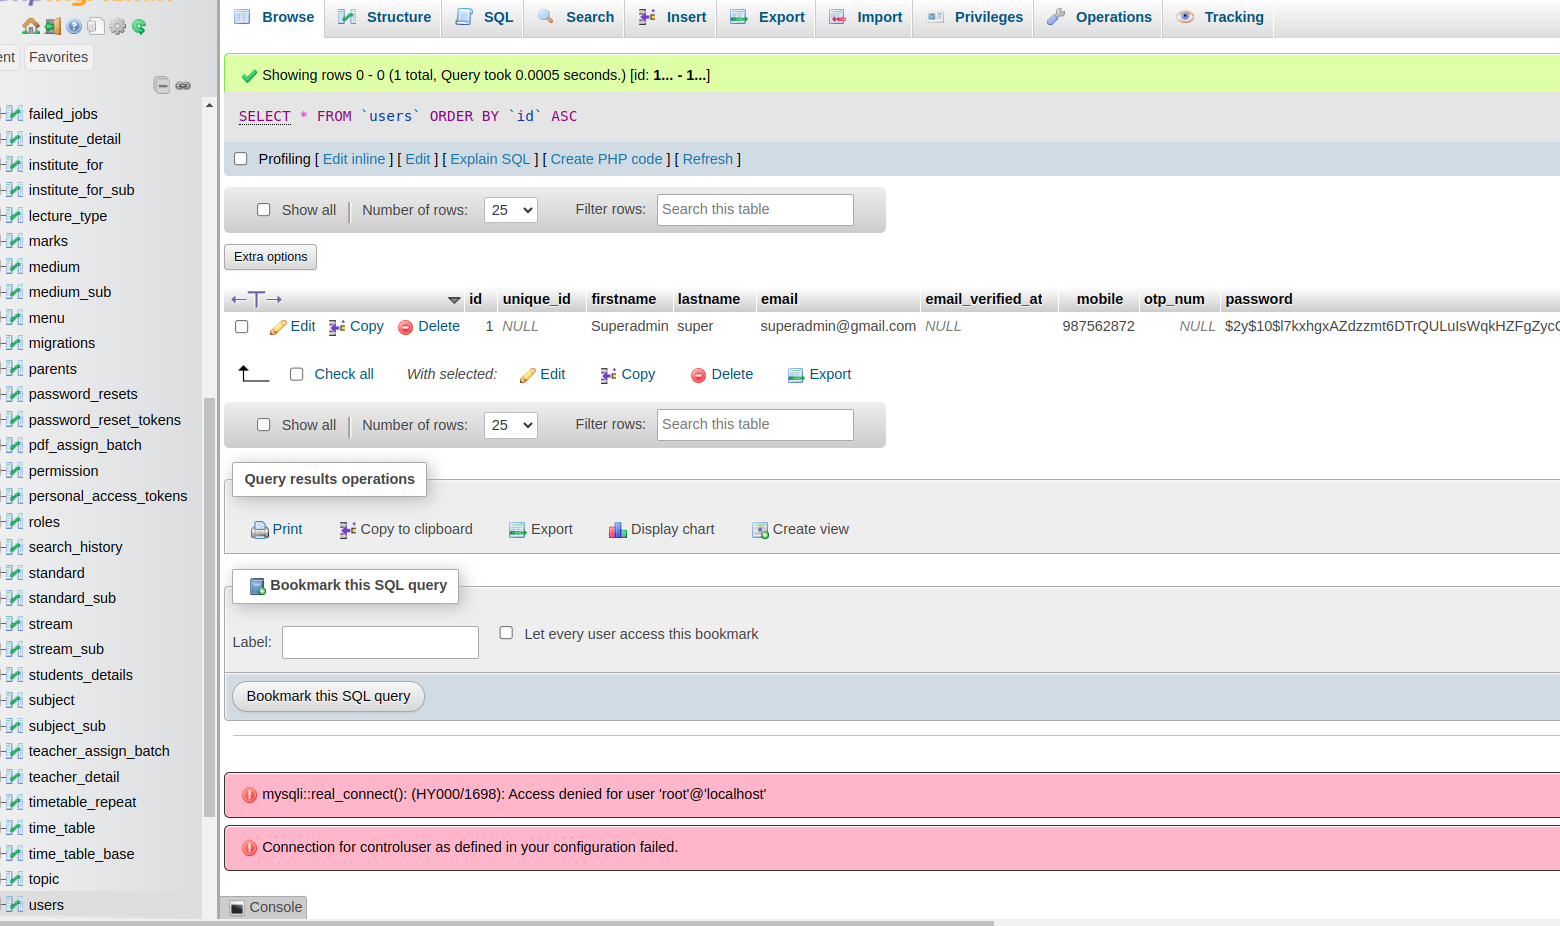 Browse Structure SQL Search Insert Export Import Privileges Operations Tracking
ent Favorites
failed_jobs
institute_detail
institute_for
institute_for_sub
lecture_type
marks
medium
medium_sub
menu
migrations
parents
password_resets
password_reset_tokens
pdf_assign_batch
permission
personal_access_tokens
roles
search_history
standard
standard_sub
stream
stream_sub
students_details
subject
subject_sub
teacher_assign_batch
teacher_detail
timetable_repeat
time_table
time_table_base
topic
users
Showing rows 0 - 0 (1 total, Query took 0.0005 seconds.) [id: 1... - 1...]
SELECT * FROM `users` ORDER BY `id` ASC
Profiling [ Edit inline ] [ Edit ] [ Explain SQL ] [ Create PHP code ] [ Refresh ]
Show all Number of rows: 25 Filter rows: Search this table
Extra options
id unique_id firstname lastname email email_verified_at mobile otp_num password
Edit Copy Delete 1 NULL Superadmin super superadmin@gmail.com NULL 987562872 NULL $2y$10$l7kxhgxAZdzzmt6DTrQULuIsWqkHZFgZyc
Check all With selected: Edit Copy Delete Export
Show all Number of rows: 25 Filter rows: Search this table
Query results operations
Print Copy to clipboard Export Display chart Create view
Bookmark this SQL query
Label: Let every user access this bookmark
Bookmark this SQL query
mysqli::real_connect(): (HY000/1698): Access denied for user 'root'@'localhost'
Connection for controluser as defined in your configuration failed.
Console